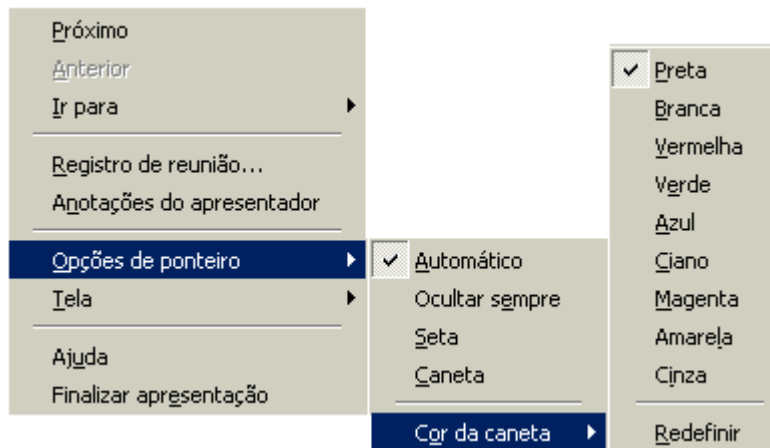 Próximo
Anterior
Ir para
Registro de reunião...
Anotações do apresentador
Opções de ponteiro
Tela
Ajuda
Finalizar apresentação
Automático
Ocultar sempre
Seta
Caneta
Cor da caneta
Preta
Branca
Vermelha
Verde
Azul
Ciano
Magenta
Amarela
Cinza
Redefinir